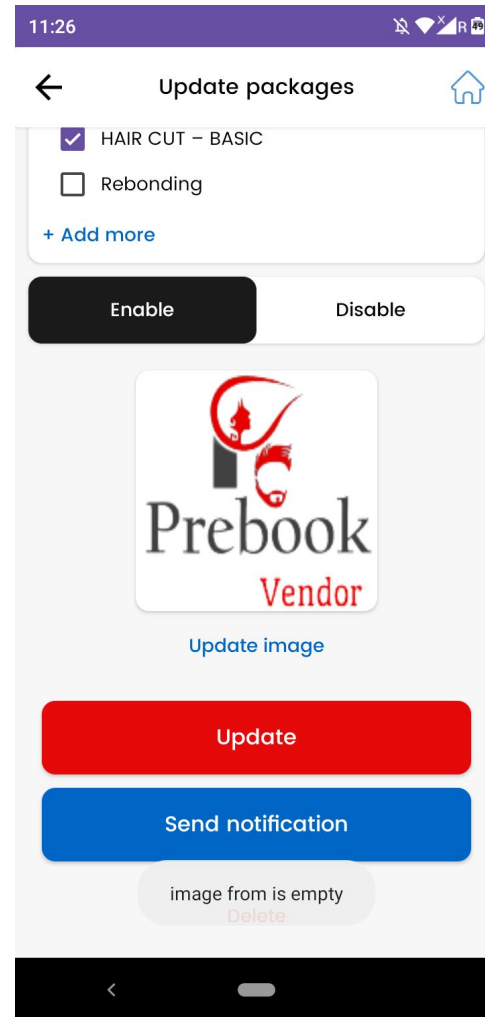 11:26
R 49
Update packages
HAIR CUT – BASIC
Rebonding
+ Add more
Enable Disable
Prebook
Vendor
Update image
Update
Send notification
image from is empty
Delete